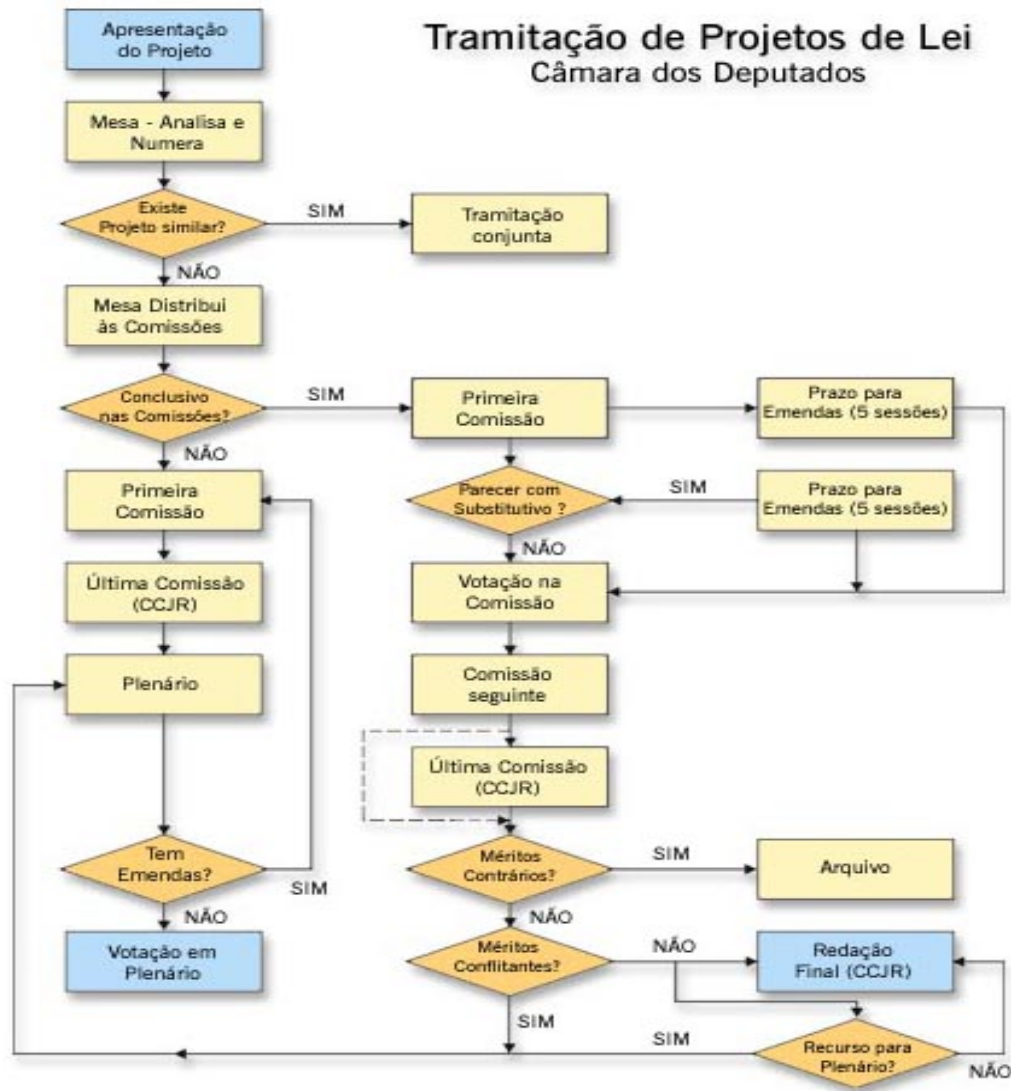 Tramitação de Projetos de Lei
Câmara dos Deputados
Apresentação
do Projeto
Mesa - Analisa e
Numera
Existe
Projeto similar?
SIM
Tramitação
conjunta
NÃO
Mesa Distribui
às Comissões
Conclusivo
nas Comissões?
SIM
Primeira
Comissão
Prazo para
Emendas (5 sessões)
NÃO
Primeira
Comissão
Parecer com
Substitutivo ?
SIM
Prazo para
Emendas (5 sessões)
NÃO
Última Comissão
(CCJR)
Votação na
Comissão
Plenário
Comissão
seguinte
Última Comissão
(CCJR)
Tem
Emendas?
SIM
Méritos
Contrários?
SIM
Arquivo
NÃO
NÃO
Votação em
Plenário
Méritos
Conflitantes?
NÃO
Redação
Final (CCJR)
SIM
SIM
Recurso para
Plenário?
NÃO